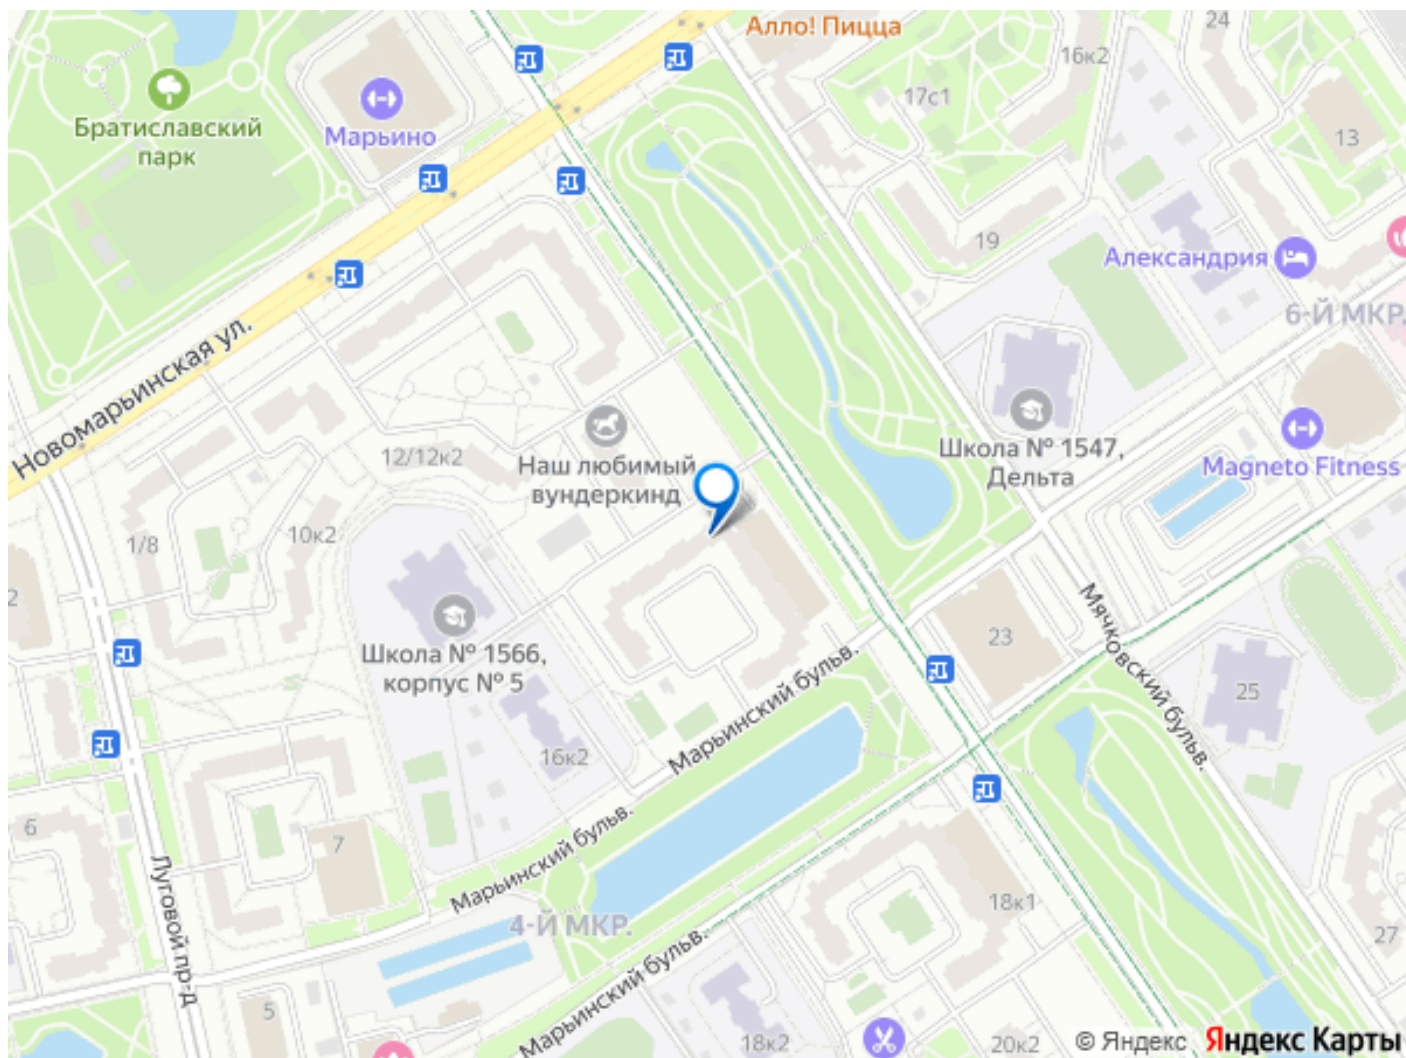 Алло! Пицца
24
16к2
17с1
13
Братиславский
парк
Марьино
19
Александрия
6-Й МКР.
Новомарьинская ул.
Школа № 1547,
Дельта
Magneto Fitness
12/12к2
Наш любимый
вундеркинд
1/8
10к2
2
Школа № 1566,
корпус № 5
23
Мячковский бульв.
25
Марьинский бульв.
16к2
6
7
Марьинский бульв.
Луговой пр-д
4-Й МКР.
18к1
27
Марьинский бульв.
5
18к2
20к2
© Яндекс Яндекс Карты